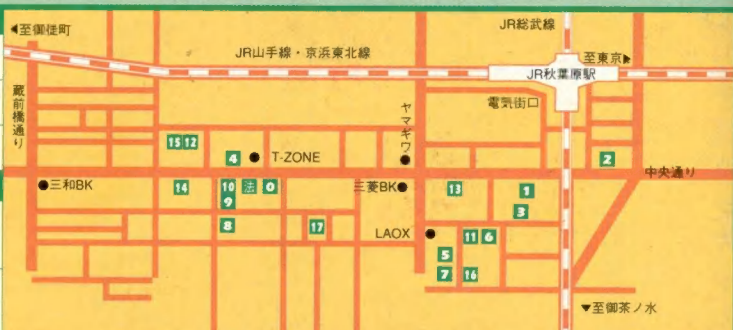 ◀至御徒町
JR総武線
JR山手線・京浜東北線
至東京▶
JR秋葉原駅
電気街口
蔵前橋通り
ヤマギワ
15 12
4
T-ZONE
2
中央通り
三和BK
14
10 法 0
三菱BK
13
1
9
3
8
17
LAOX
11 6
5
7 16
▼至御茶ノ水